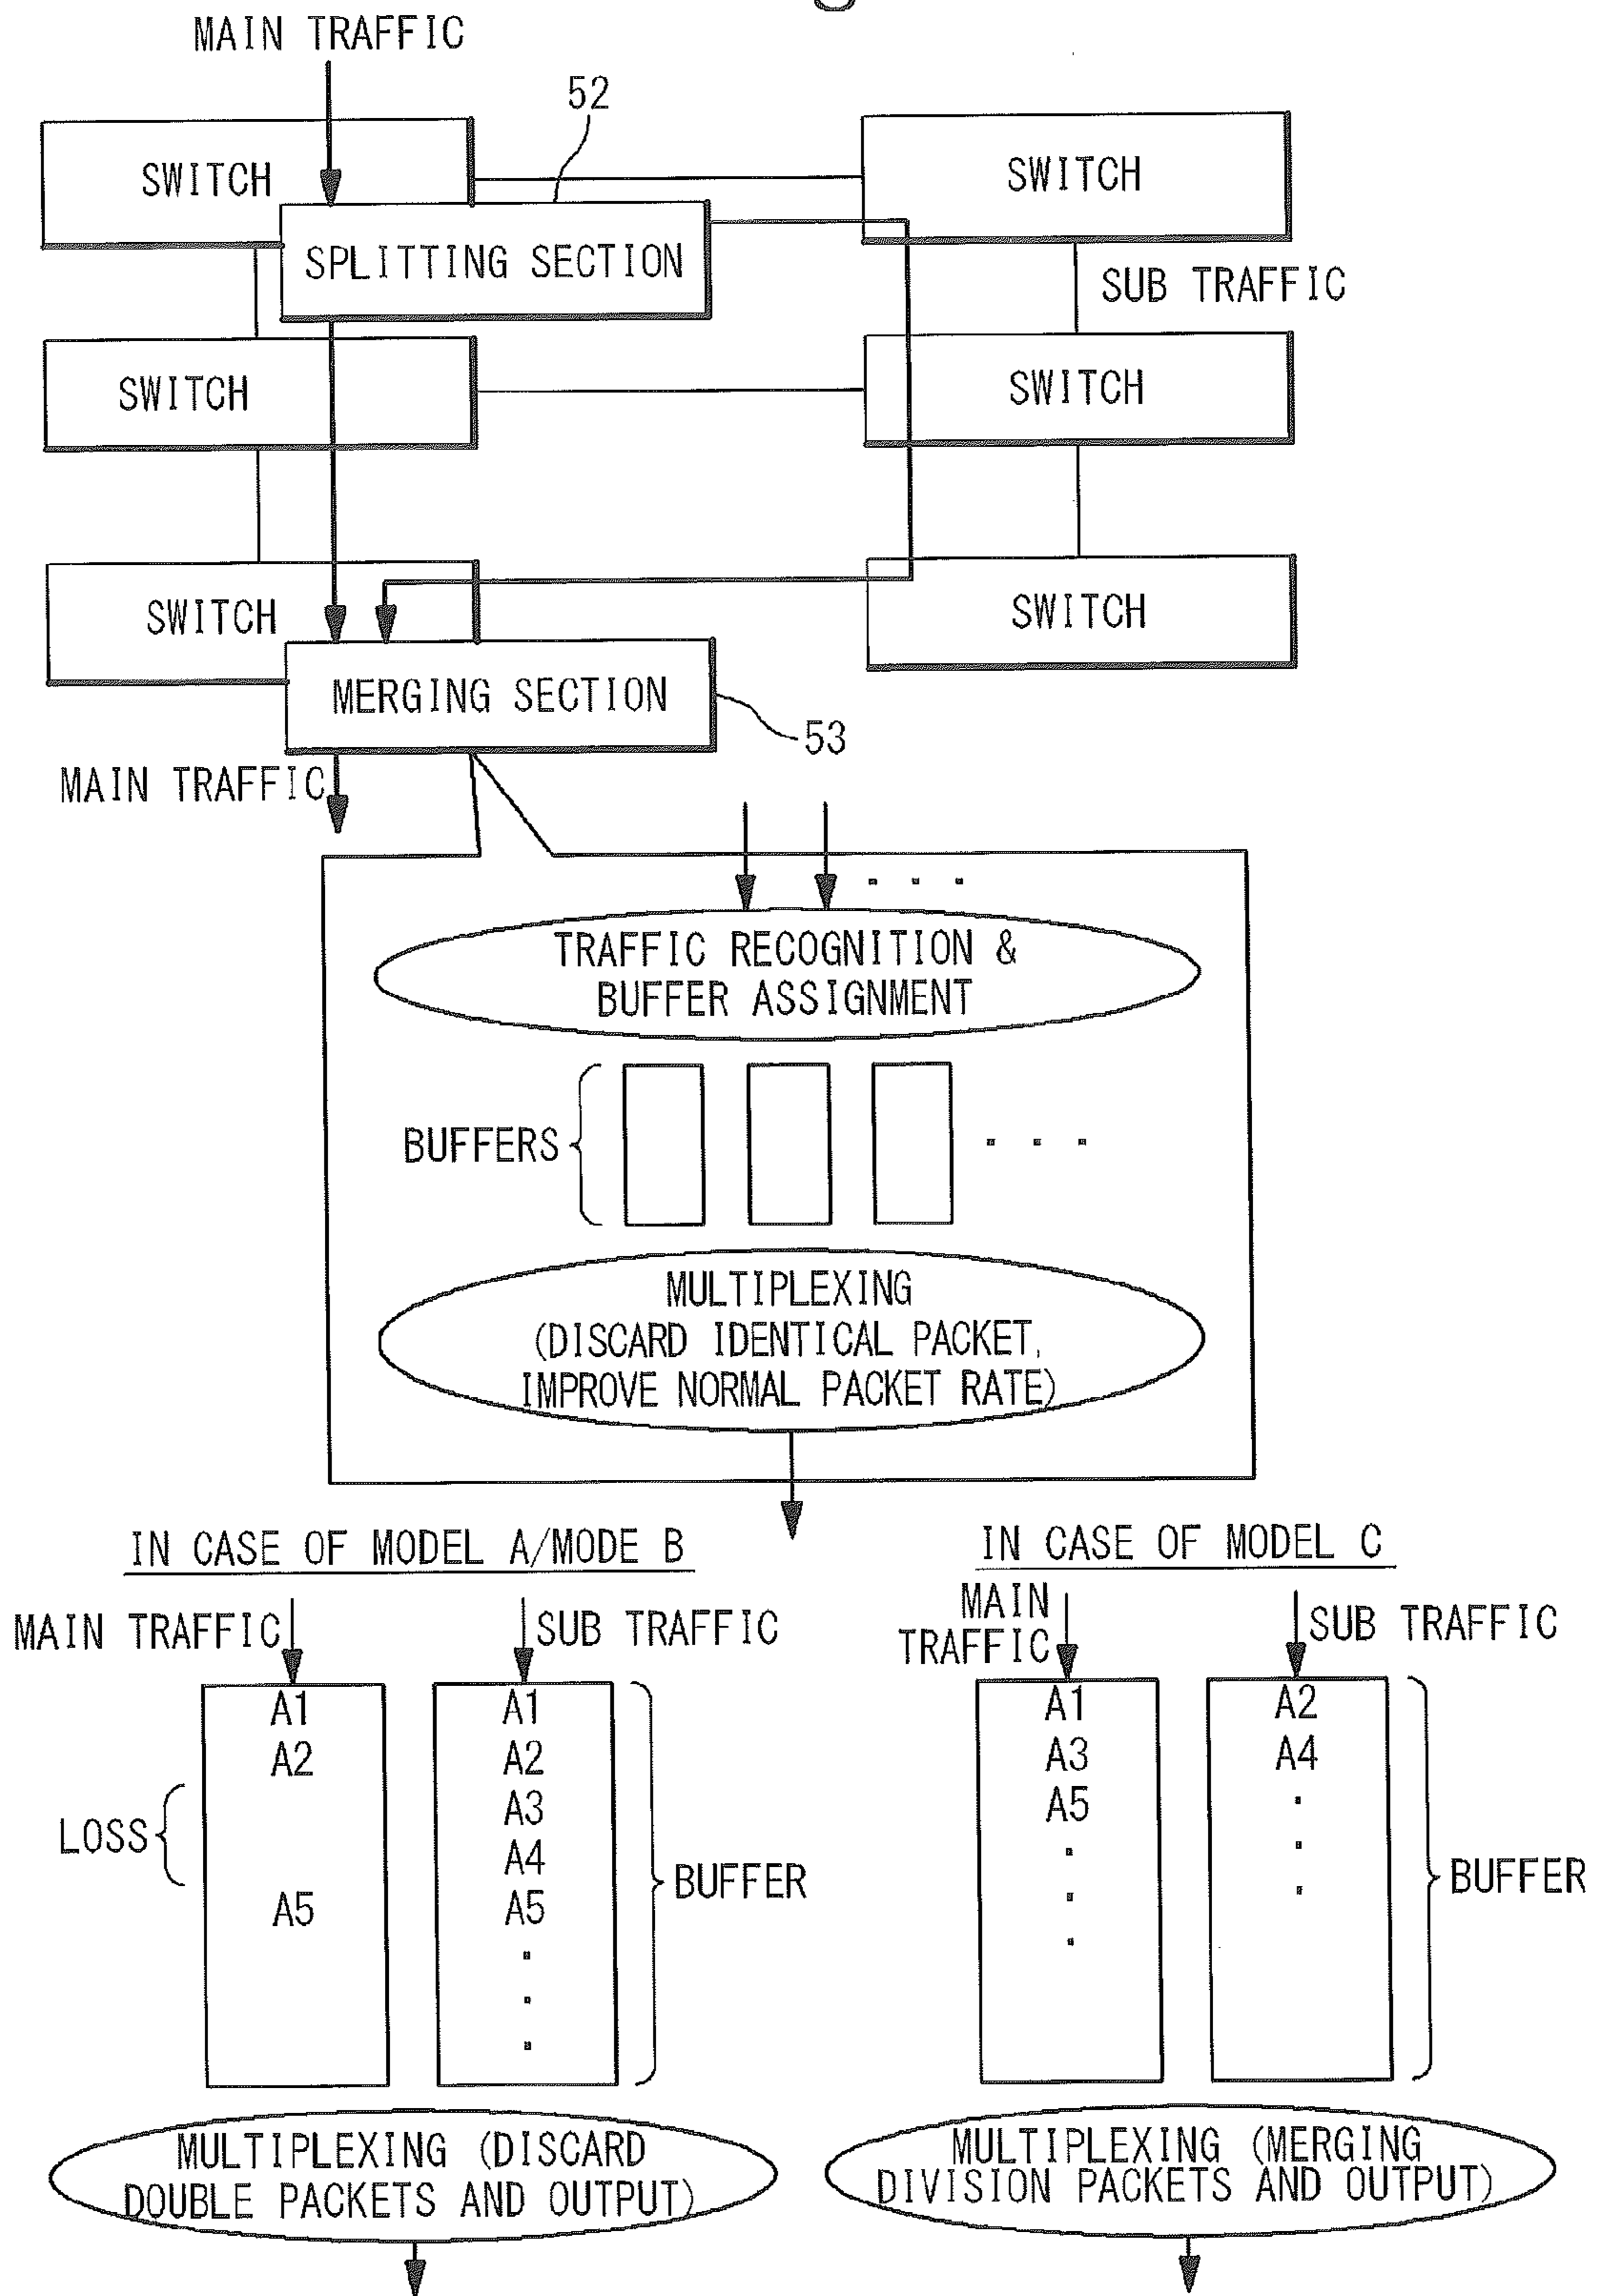 MAIN TRAFFIC
52
SWITCH
SWITCH
SPLITTING SECTION
SUB TRAFFIC
SWITCH
SWITCH
SWITCH
SWITCH
MERGING SECTION
53
MAIN TRAFFIC
TRAFFIC RECOGNITION &
BUFFER ASSIGNMENT
BUFFERS
MULTIPLEXING
(DISCARD IDENTICAL PACKET,
IMPROVE NORMAL PACKET RATE)
IN CASE OF MODEL A/MODE B
MAIN TRAFFIC
SUB TRAFFIC
A1
A2
LOSS
A5
A1
A2
A3
A4
A5
BUFFER
MULTIPLEXING (DISCARD
DOUBLE PACKETS AND OUTPUT)
IN CASE OF MODEL C
MAIN
TRAFFIC
SUB TRAFFIC
A1
A3
A5
A2
A4
BUFFER
MULTIPLEXING (MERGING
DIVISION PACKETS AND OUTPUT)